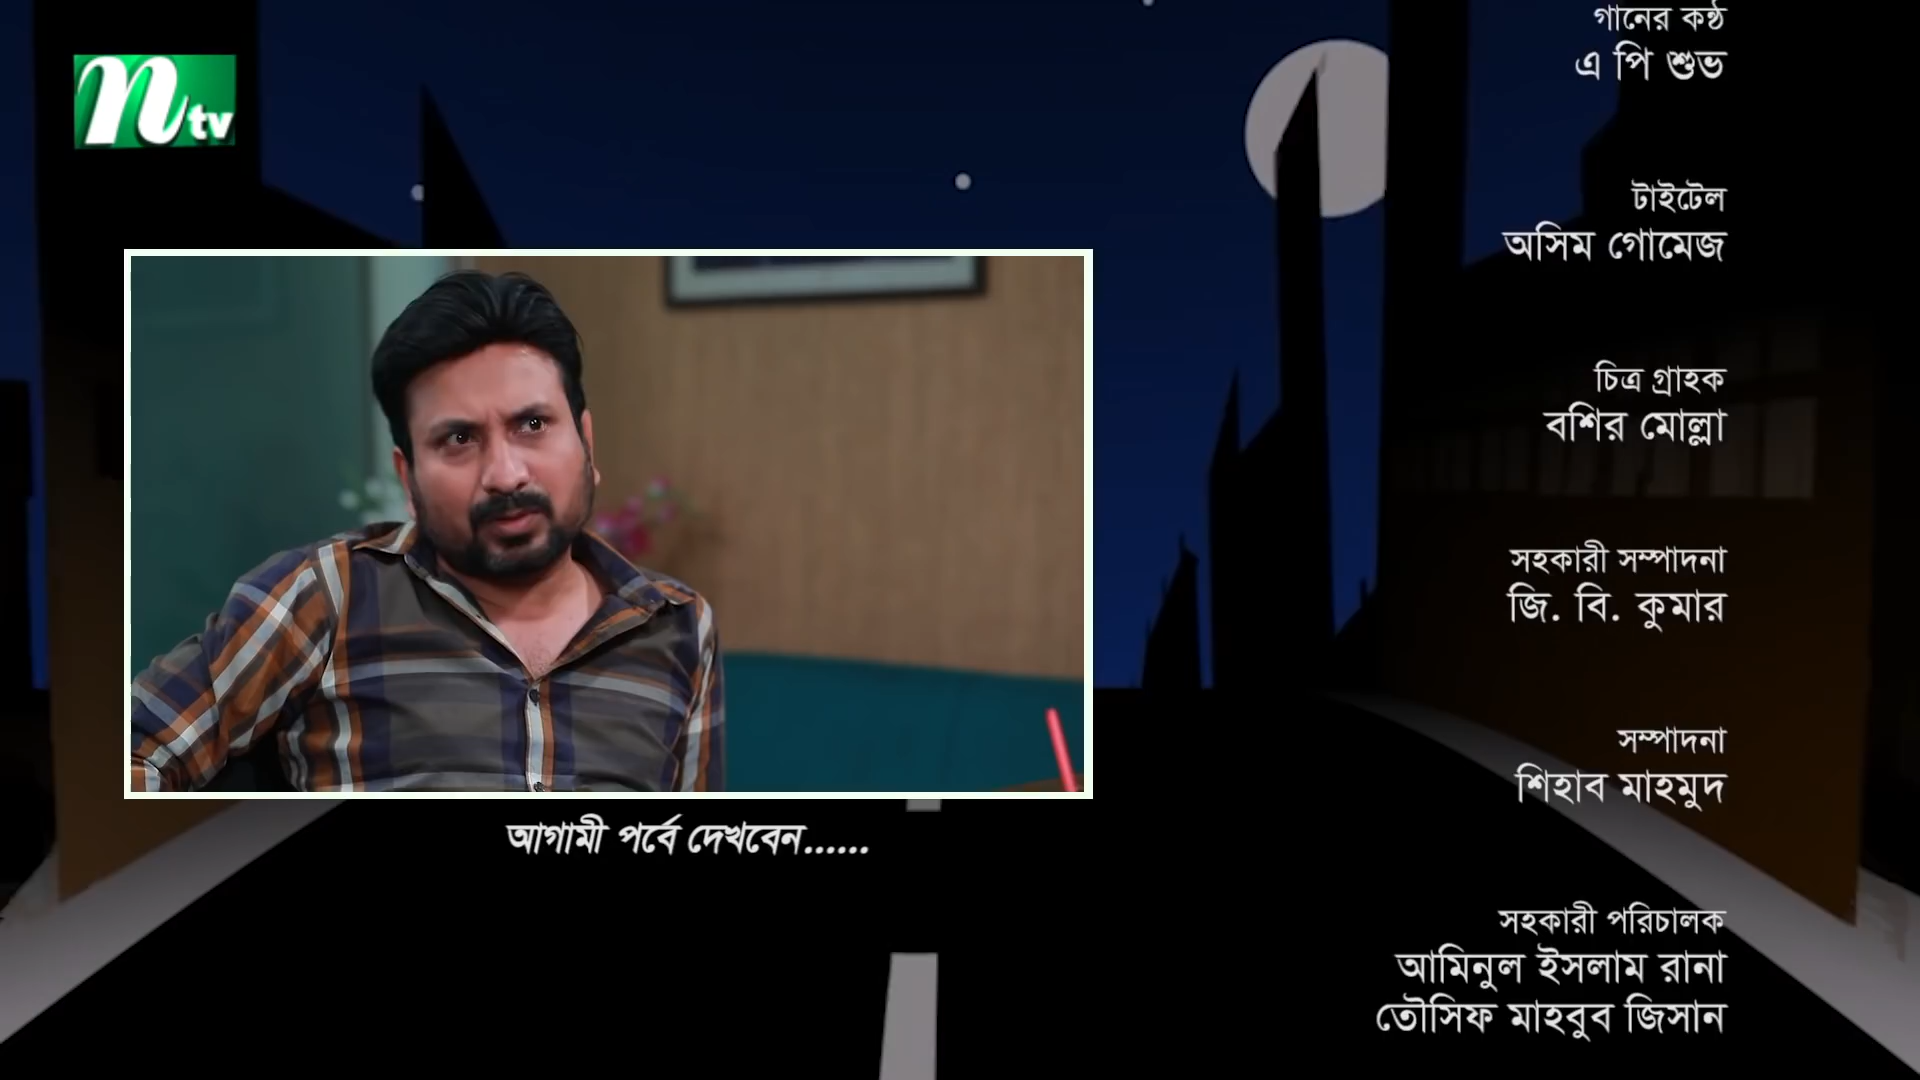 ntv
গানের কন্ঠ
এ পি শুভ
টাইটেল
অসিম গোমেজ
চিত্র গ্রাহক
বশির মোল্লা
সহকারী সম্পাদনা
জি. বি. কুমার
সম্পাদনা
শিহাব মাহমুদ
সহকারী পরিচালক
আমিনুল ইসলাম রানা
তৌসিফ মাহবুব জিসান
আগামী পর্বে দেখবেন......